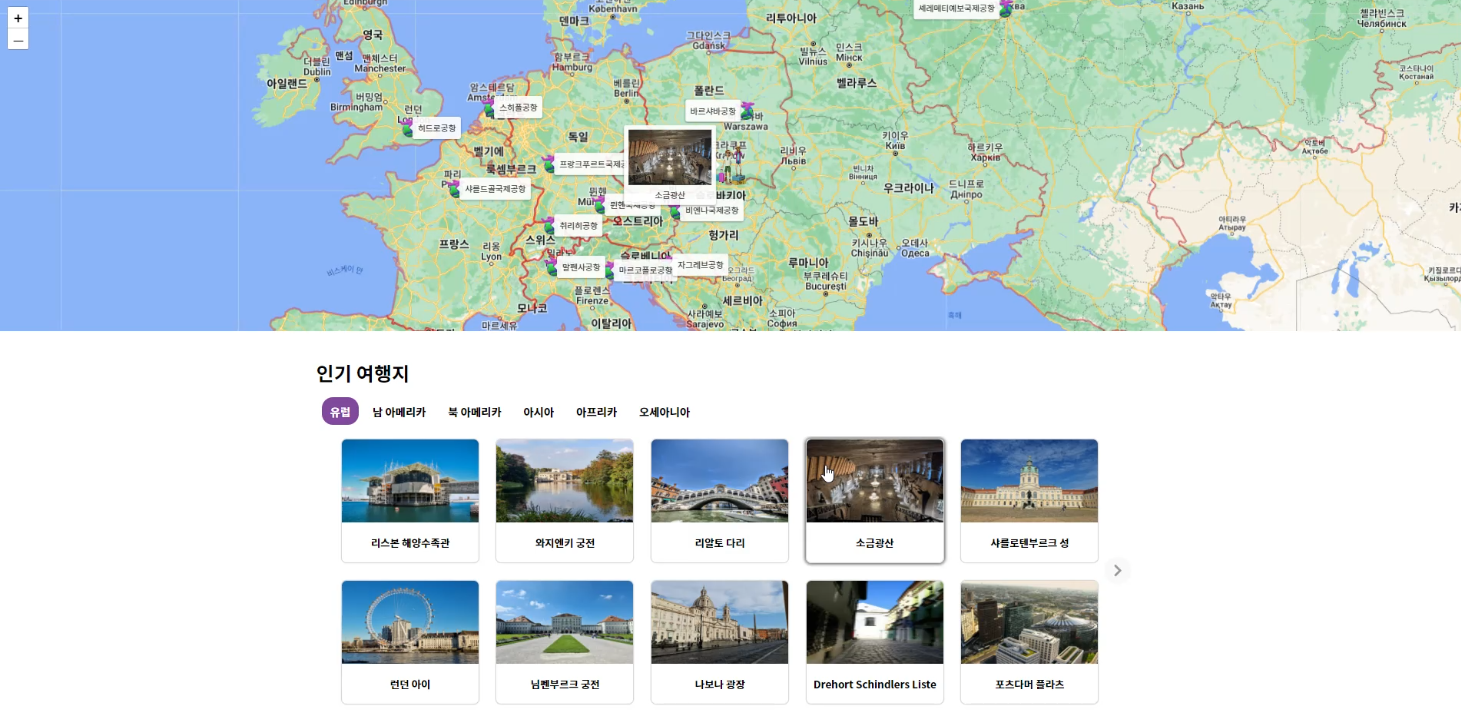 København
셰레메티예보국제공항
Казань
+
덴마크
리투아니아
첼랴빈스크
Челябинск
영국
그다인스크
Gdańsk
—
더블린
Dublin
맨섬
맨체스터
Manchester
함부르크
Hamburg
빌뉴스
Vilnius
민스크
Мінск
코스타나이
Қостанай
아일랜드
암스테르담
베를린
Berlin
폴란드
벨라루스
버밍엄
Birmingham
런던
스히폴공항
바르샤바공항
Warszawa
히드로공항
독일
키이우
Київ
벨기에
리비우
Львів
하르키우
Харків
아티라우
Атырау
룩셈부르크
프랑크푸르트국제공
빈니차
Вінниця
드니프로
Дніпро
우크라이나
파리
샤를드골국제공항
소금광산
뮌헨
뮌헨국제공항
비엔나국제공항
취리히공항
오스트리아
몰도바
헝가리
프랑스
리옹
Lyon
스위스
키시나우
Chișinău
오데사
Одеса
슬로베니아
루마니아
비스케이 만
말펜사공항
마르코폴로공항
자그레브공항
Београд
부쿠레슈티
București
플로렌스
Firenze
세르비아
악타우
Ақтау
모나코
사라예보
Sarajevo
소피아
София
흑해
마르세유
이탈리아
인기 여행지
유럽 남 아메리카 북 아메리카 아시아 아프리카 오세아니아
리스본 해양수족관 와지엔키 궁전 리알토 다리 소금광산 샤를로텐부르크 성
런던 아이 님펜부르크 궁전 나보나 광장 Drehort Schindlers Liste 포츠다머 플라츠